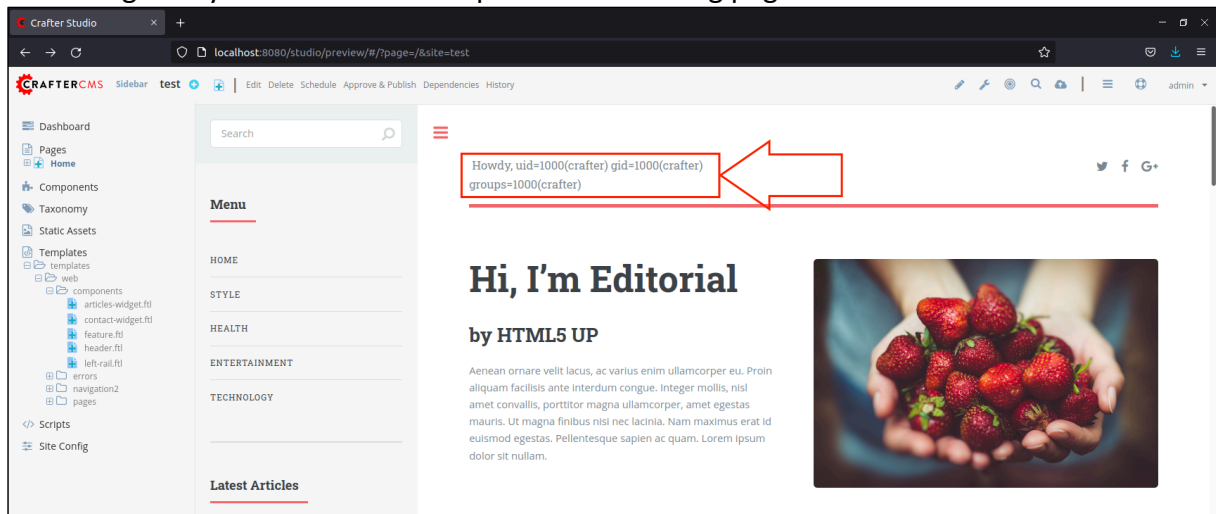 Crafter Studio × +
localhost:8080/studio/preview/#/?page=/&site=test
CRAFTERCMS Sidebar test Edit Delete Schedule Approve & Publish Dependencies History admin
Dashboard
Pages
Home
Components
Taxonomy
Static Assets
Templates
templates
web
components
articles-widget.ftl
contact-widget.ftl
feature.ftl
header.ftl
left-rail.ftl
errors
navigation2
pages
Scripts
Site Config
Search
Menu
HOME
STYLE
HEALTH
ENTERTAINMENT
TECHNOLOGY
Latest Articles
Howdy, uid=1000(crafter) gid=1000(crafter)
groups=1000(crafter)
Hi, I'm Editorial
by HTML5 UP
Aenean ornare velit lacus, ac varius enim ullamcorper eu. Proin
aliquam facilisis ante interdum congue. Integer mollis, nisl
amet convallis, porttitor magna ullamcorper, amet egestas
mauris. Ut magna finibus nisi nec lacinia. Nam maximus erat id
euismod egestas. Pellentesque sapien ac quam. Lorem ipsum
dolor sit nullam.